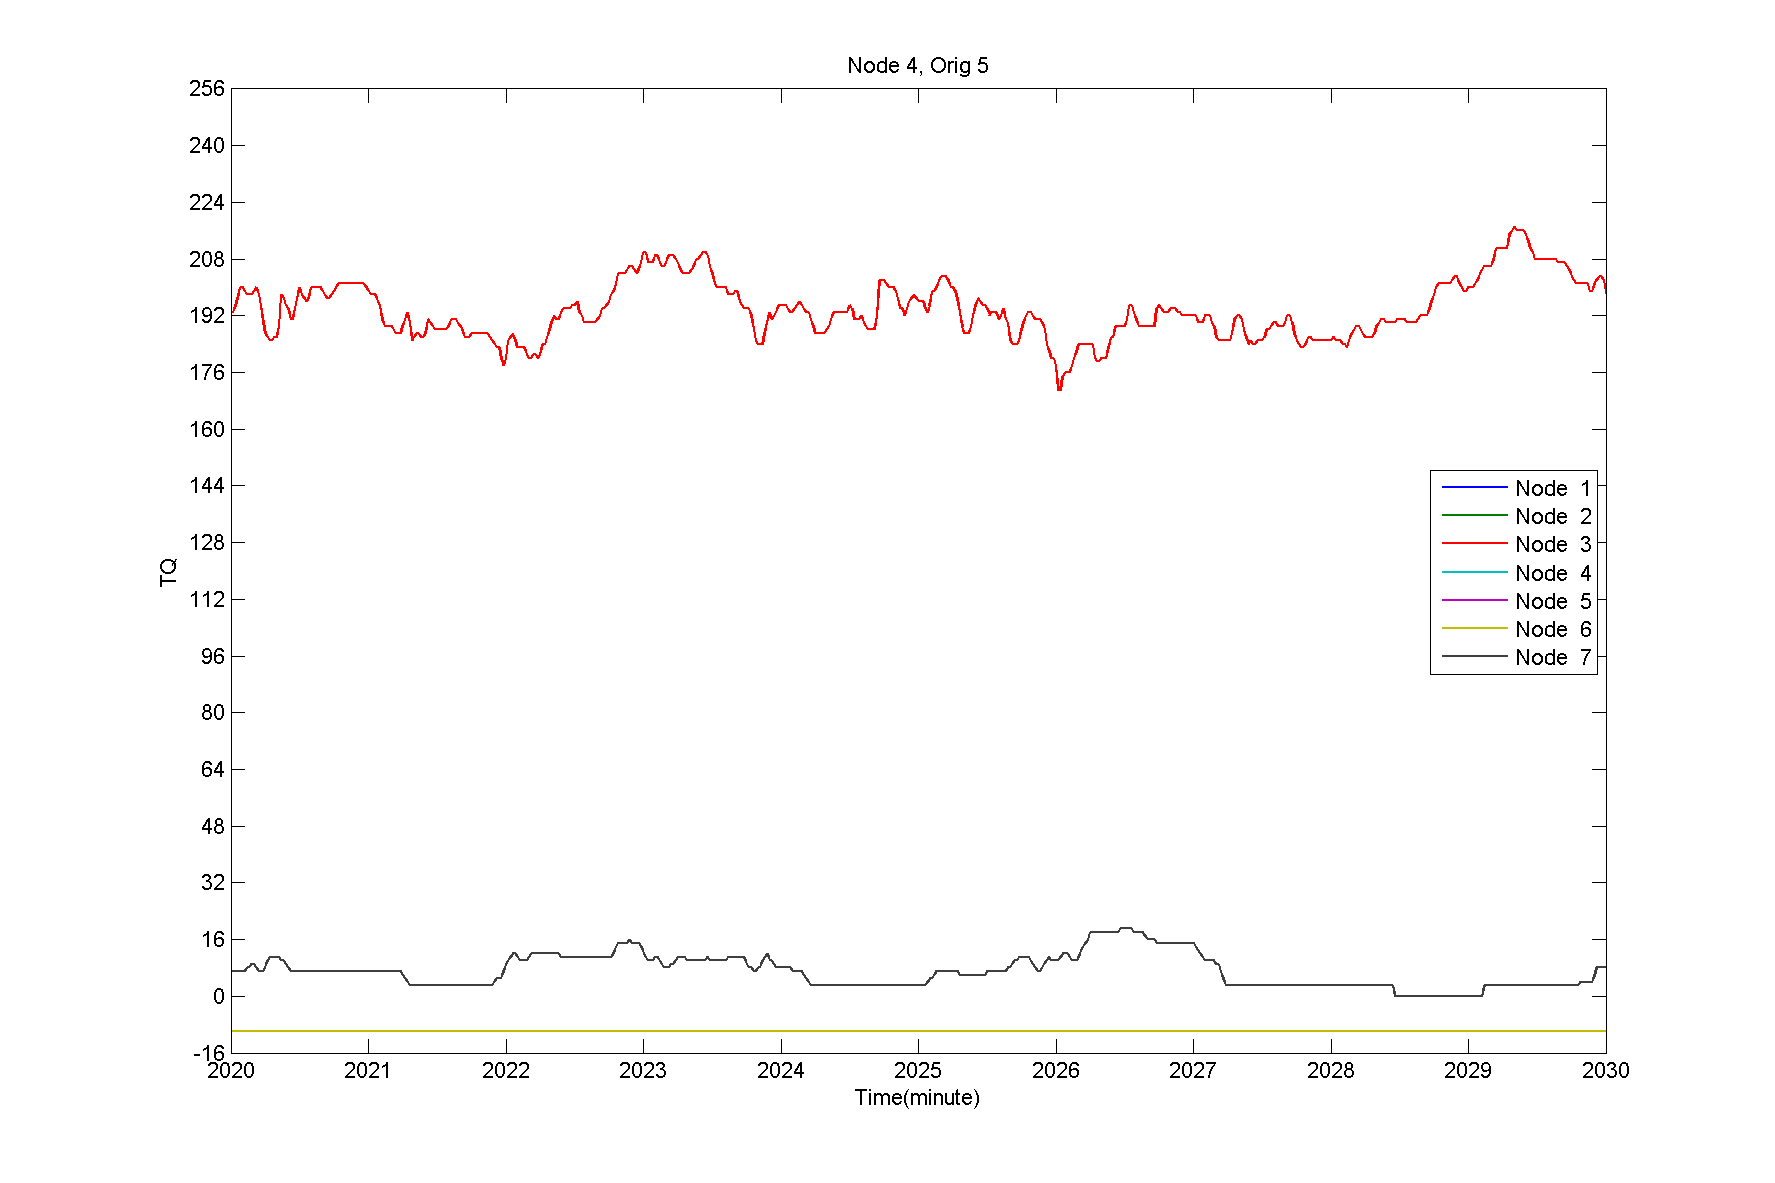 Node 4, Orig 5
256
240
224
208
192
176
160
144
128
112
96
80
64
48
32
16
0
-16
TQ
Node 1
Node 2
Node 3
Node 4
Node 5
Node 6
Node 7
2020 2021 2022 2023 2024 2025 2026 2027 2028 2029 2030
Time(minute)